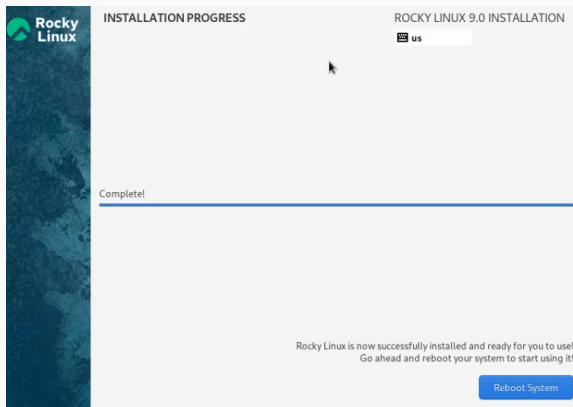 Rocky
Linux
INSTALLATION PROGRESS
ROCKY LINUX 9.0 INSTALLATION
us
Complete!
Rocky Linux is now successfully installed and ready for you to use!
Go ahead and reboot your system to start using it!
Reboot System